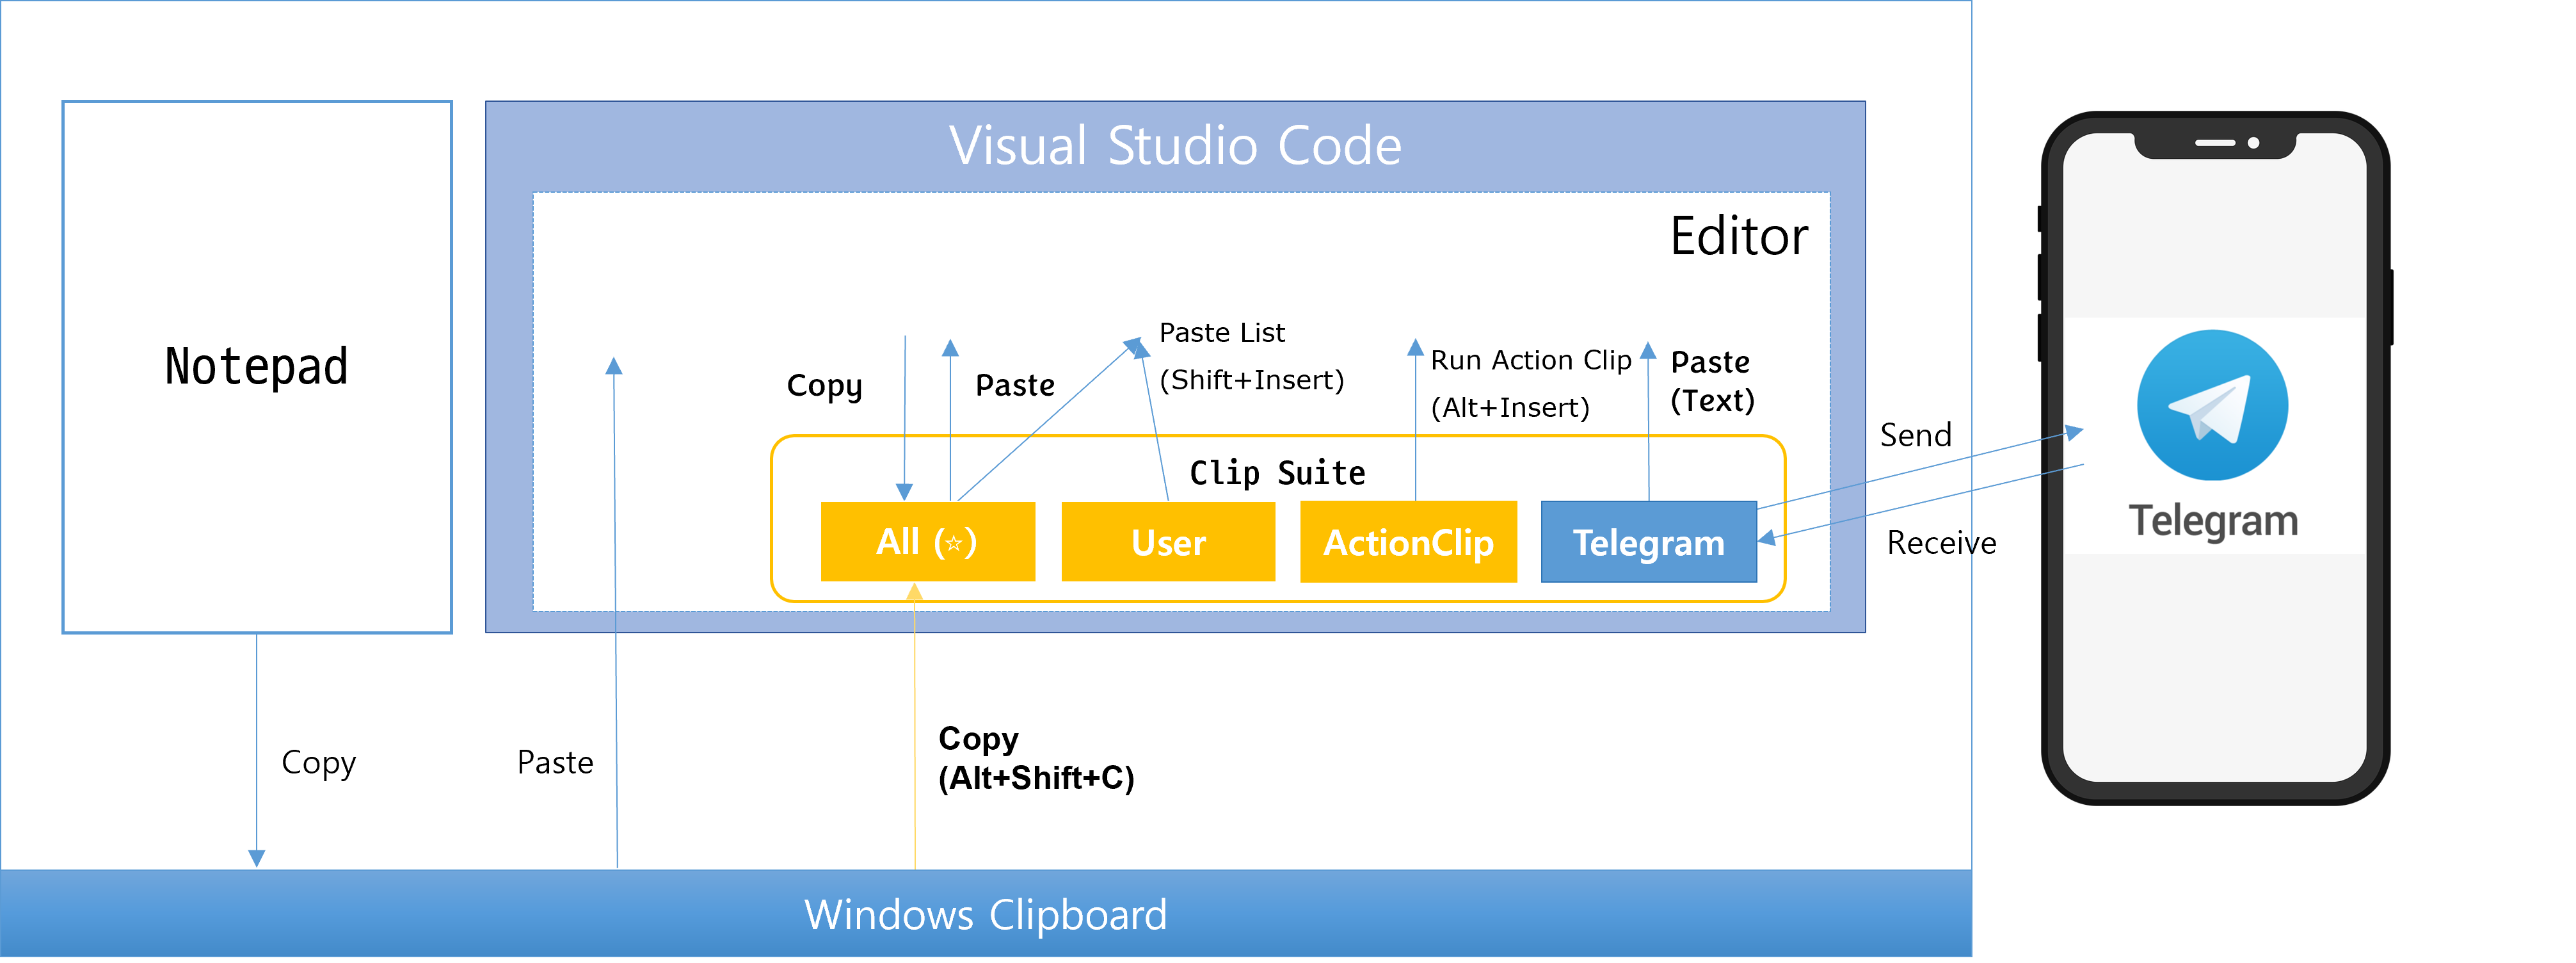 Visual Studio Code
Editor
Notepad
Copy
Paste
Paste List
(Shift+Insert)
Run Action Clip
(Alt+Insert)
Paste
(Text)
Clip Suite
All (☆)
User
ActionClip
Telegram
Send
Receive
Telegram
Copy
Paste
Copy
(Alt+Shift+C)
Windows Clipboard